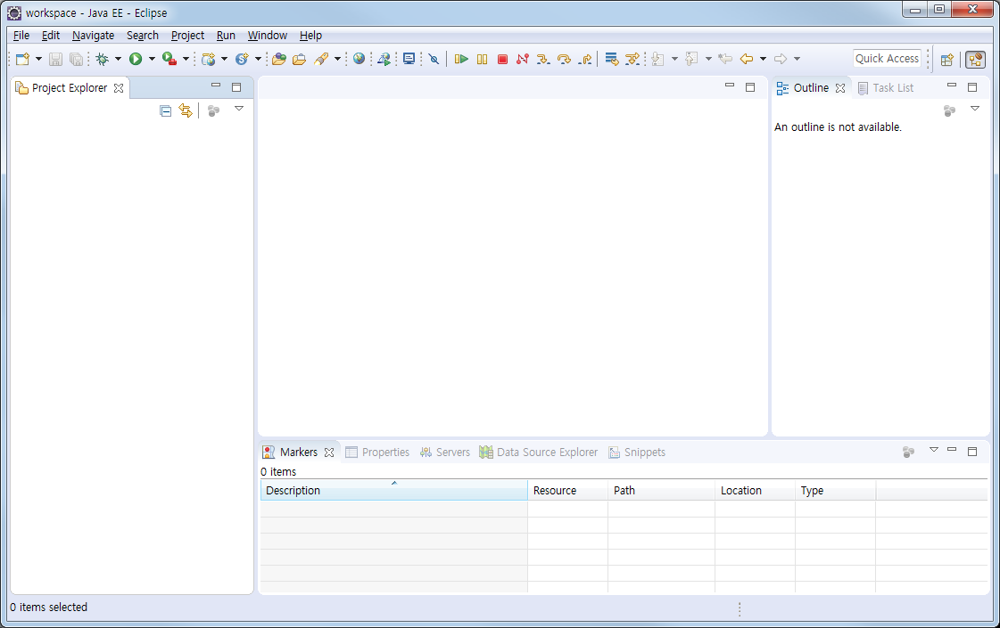 workspace - Java EE - Eclipse
File Edit Navigate Search Project Run Window Help
Quick Access
Project Explorer
Outline Task List
An outline is not available.
Markers Properties Servers Data Source Explorer Snippets
0 items
Description Resource Path Location Type
0 items selected